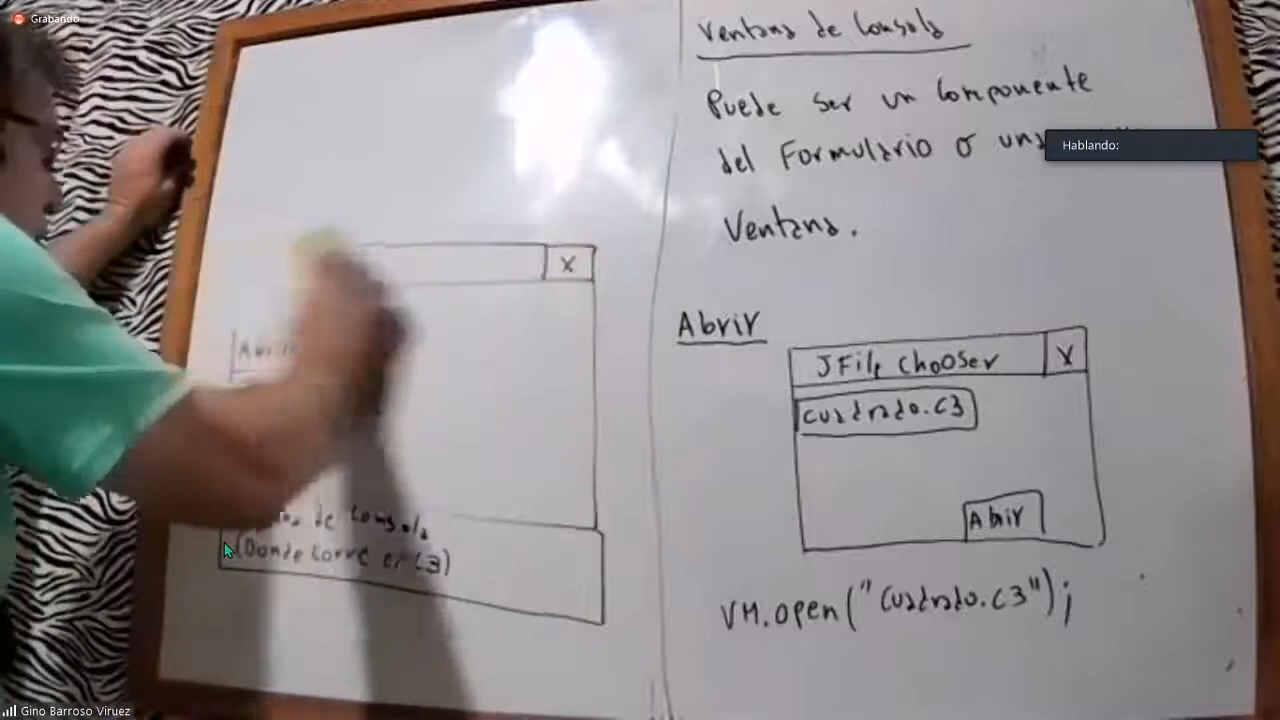 Grabando
Ventana de Consola
Puede ser un componente
del Formulario o una
Hablando:
Ventana.
X
Abrir
Abrir
JFile Chooser X
cuadrado.C3
Abrir
de Consola
(Donde Corre el C3)
VM.open("Cuadrado.C3");
Gino Barroso Viruez